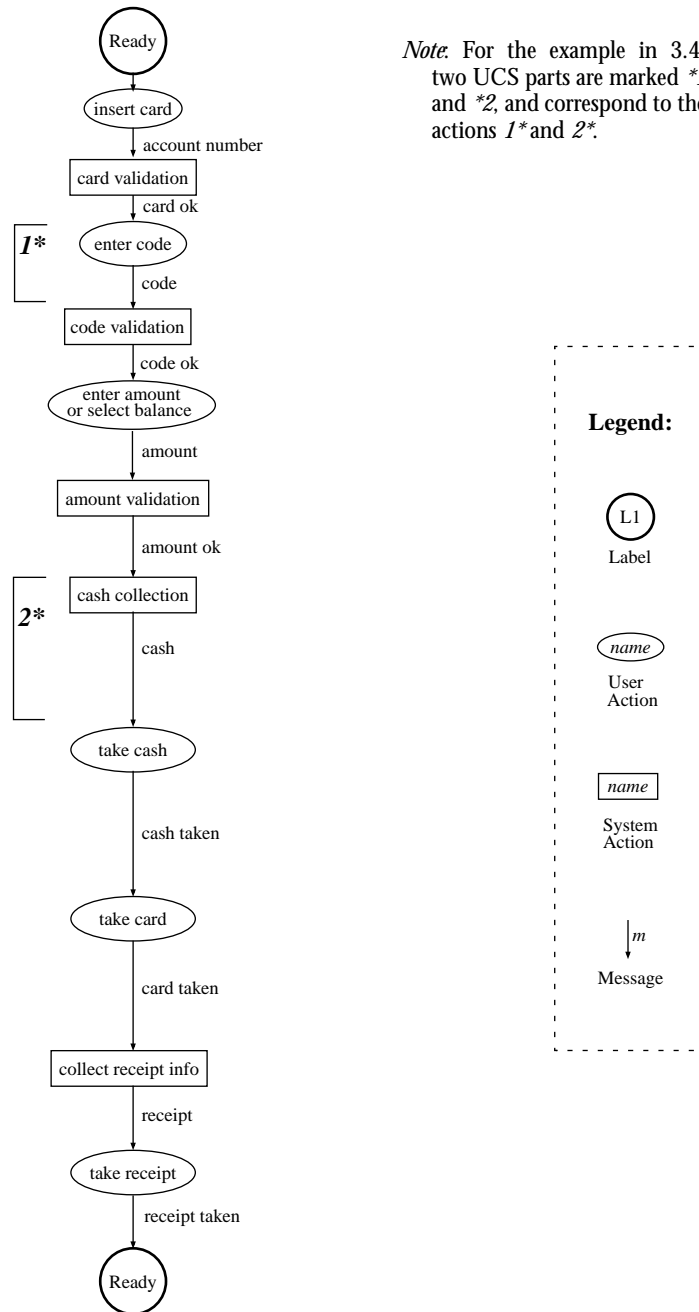 Ready
insert card
account number
card validation
card ok
1*
enter code
code
code validation
code ok
enter amount
or select balance
amount
amount validation
amount ok
cash collection
2*
cash
take cash
cash taken
take card
card taken
collect receipt info
receipt
take receipt
receipt taken
Ready
Note: For the example in 3.4
two UCS parts are marked
and *2, and correspond to
actions 1* and 2*.
Legend:
L1
Label
name
User
Action
name
System
Action
m
Message